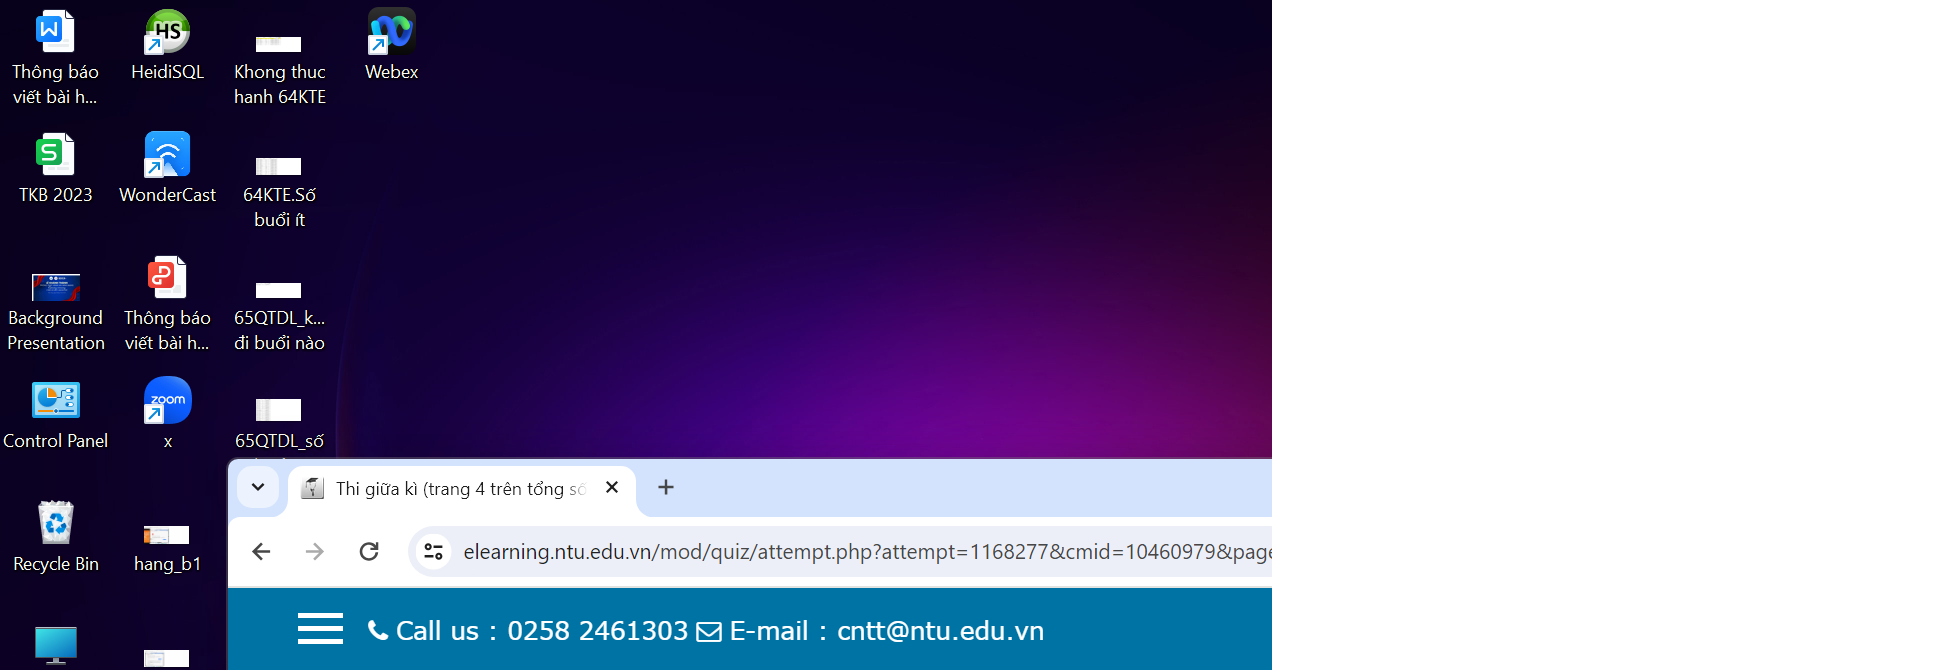 Thông báo
viết bài h...
HeidiSQL
Khong thuc
hanh 64KTE
Webex
TKB 2023
WonderCast
64KTE.Số
buổi ít
Background
Presentation
Thông báo
viết bài h...
65QTDL_k...
đi buổi nào
Control Panel
zoom
x
65QTDL_số
Recycle Bin
hang_b1
Thi giữa kì (trang 4 trên tổng số
elearning.ntu.edu.vn/mod/quiz/attempt.php?attempt=1168277&cmid=10460979&page
Call us : 0258 2461303 E-mail : cntt@ntu.edu.vn